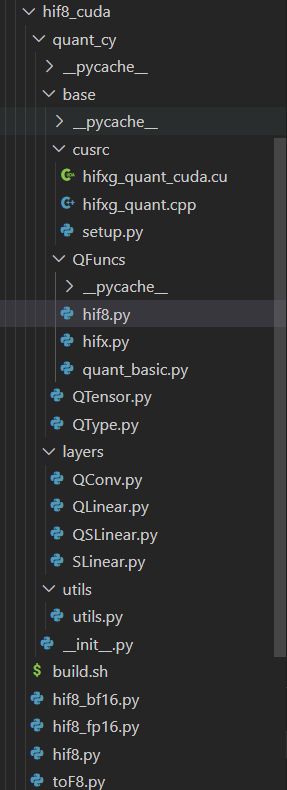 hif8_cuda
quant_cy
__pycache__
base
__pycache__
cusrc
hifxg_quant_cuda.cu
hifxg_quant.cpp
setup.py
QFuncs
__pycache__
hif8.py
hifx.py
quant_basic.py
QTensor.py
QType.py
layers
QConv.py
QLinear.py
QSLinear.py
SLinear.py
utils
utils.py
__init__.py
build.sh
hif8_bf16.py
hif8_fp16.py
hif8.py
toF8.py